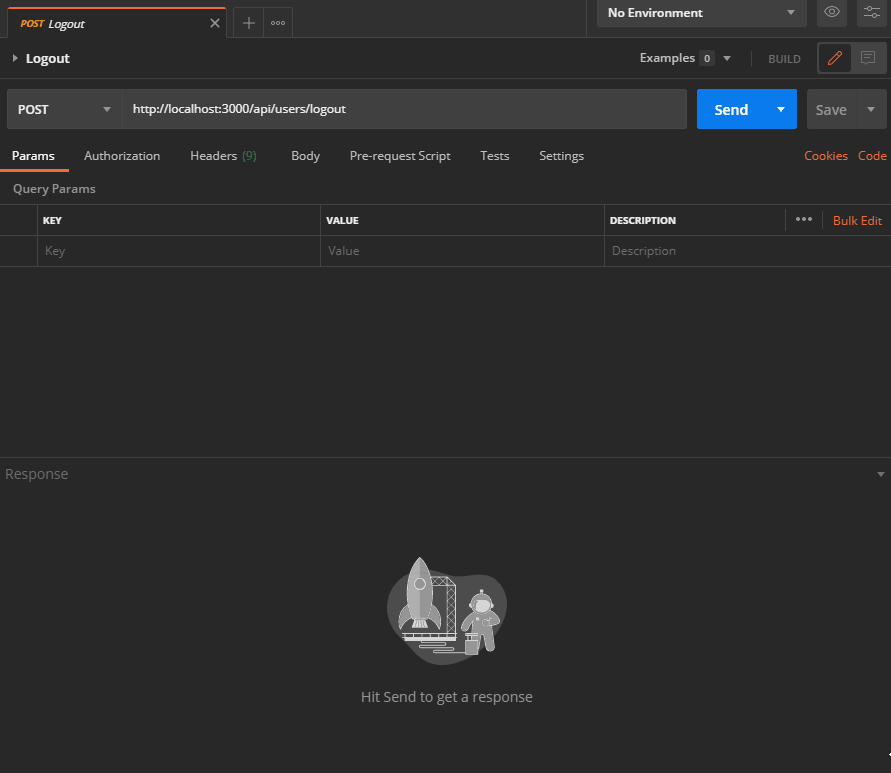 POST Logout
No Environment
Logout
Examples 0
BUILD
POST
http://localhost:3000/api/users/logout
Send
Save
Params Authorization Headers (9) Body Pre-request Script Tests Settings Cookies Code
Query Params
KEY VALUE DESCRIPTION Bulk Edit
Key Value Description
Response
Hit Send to get a response